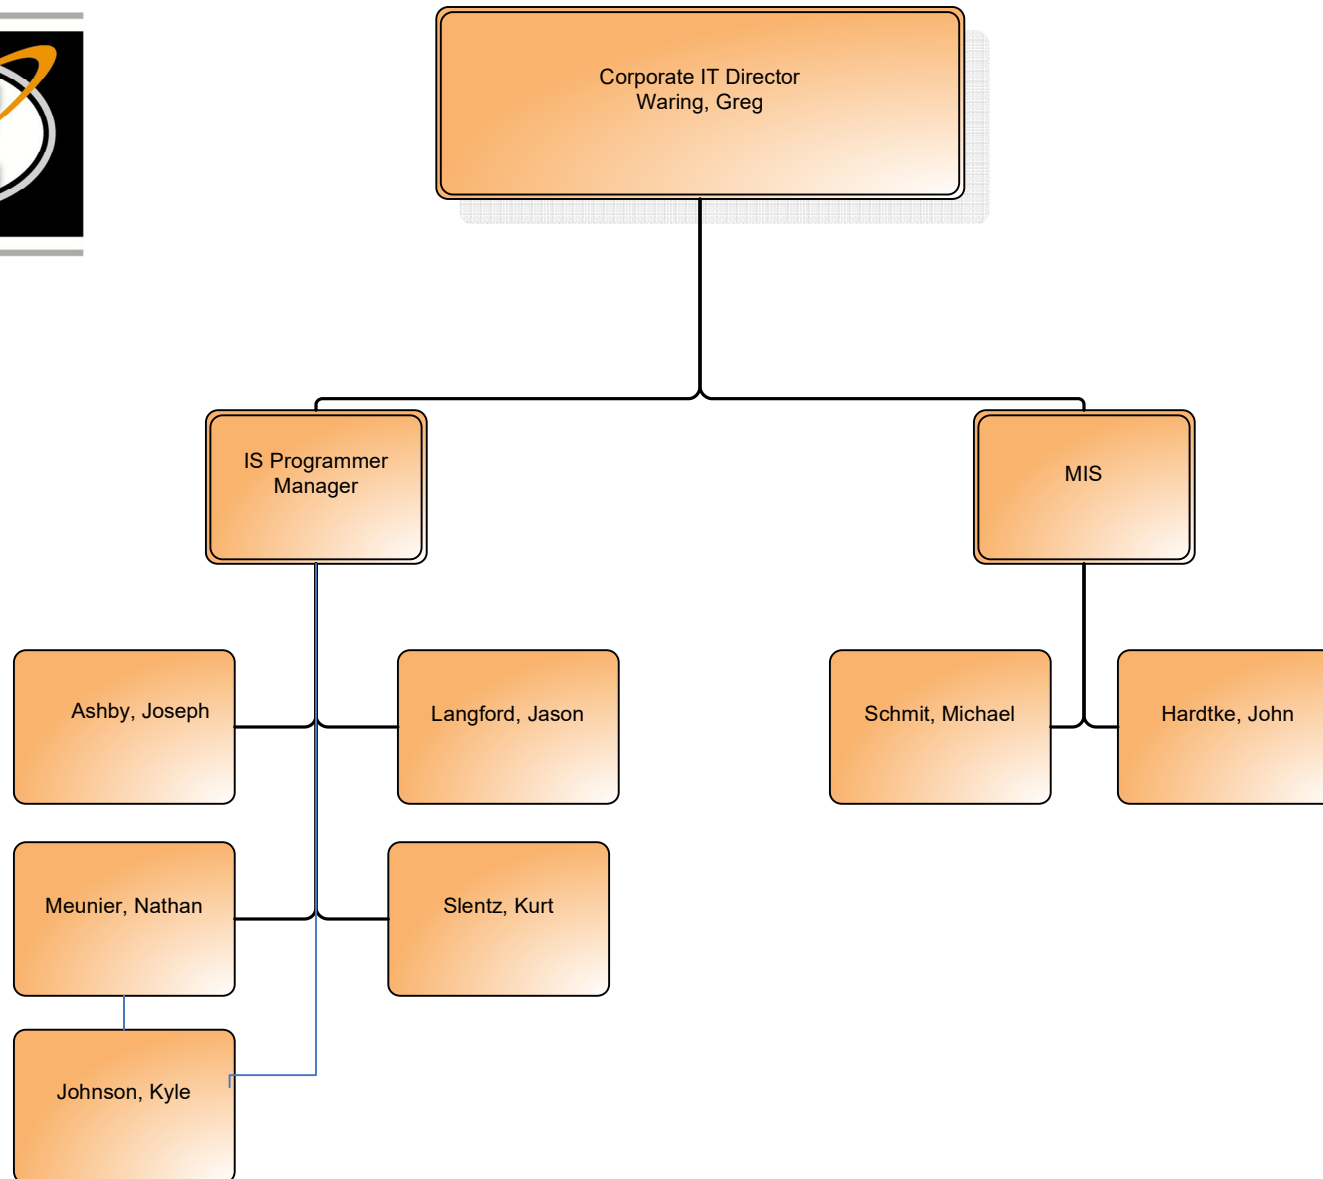 Corporate IT Director
Waring, Greg
IS Programmer
Manager
MIS
Ashby, Joseph
Langford, Jason
Schmit, Michael
Hardtke, John
Meunier, Nathan
Slentz, Kurt
Johnson, Kyle